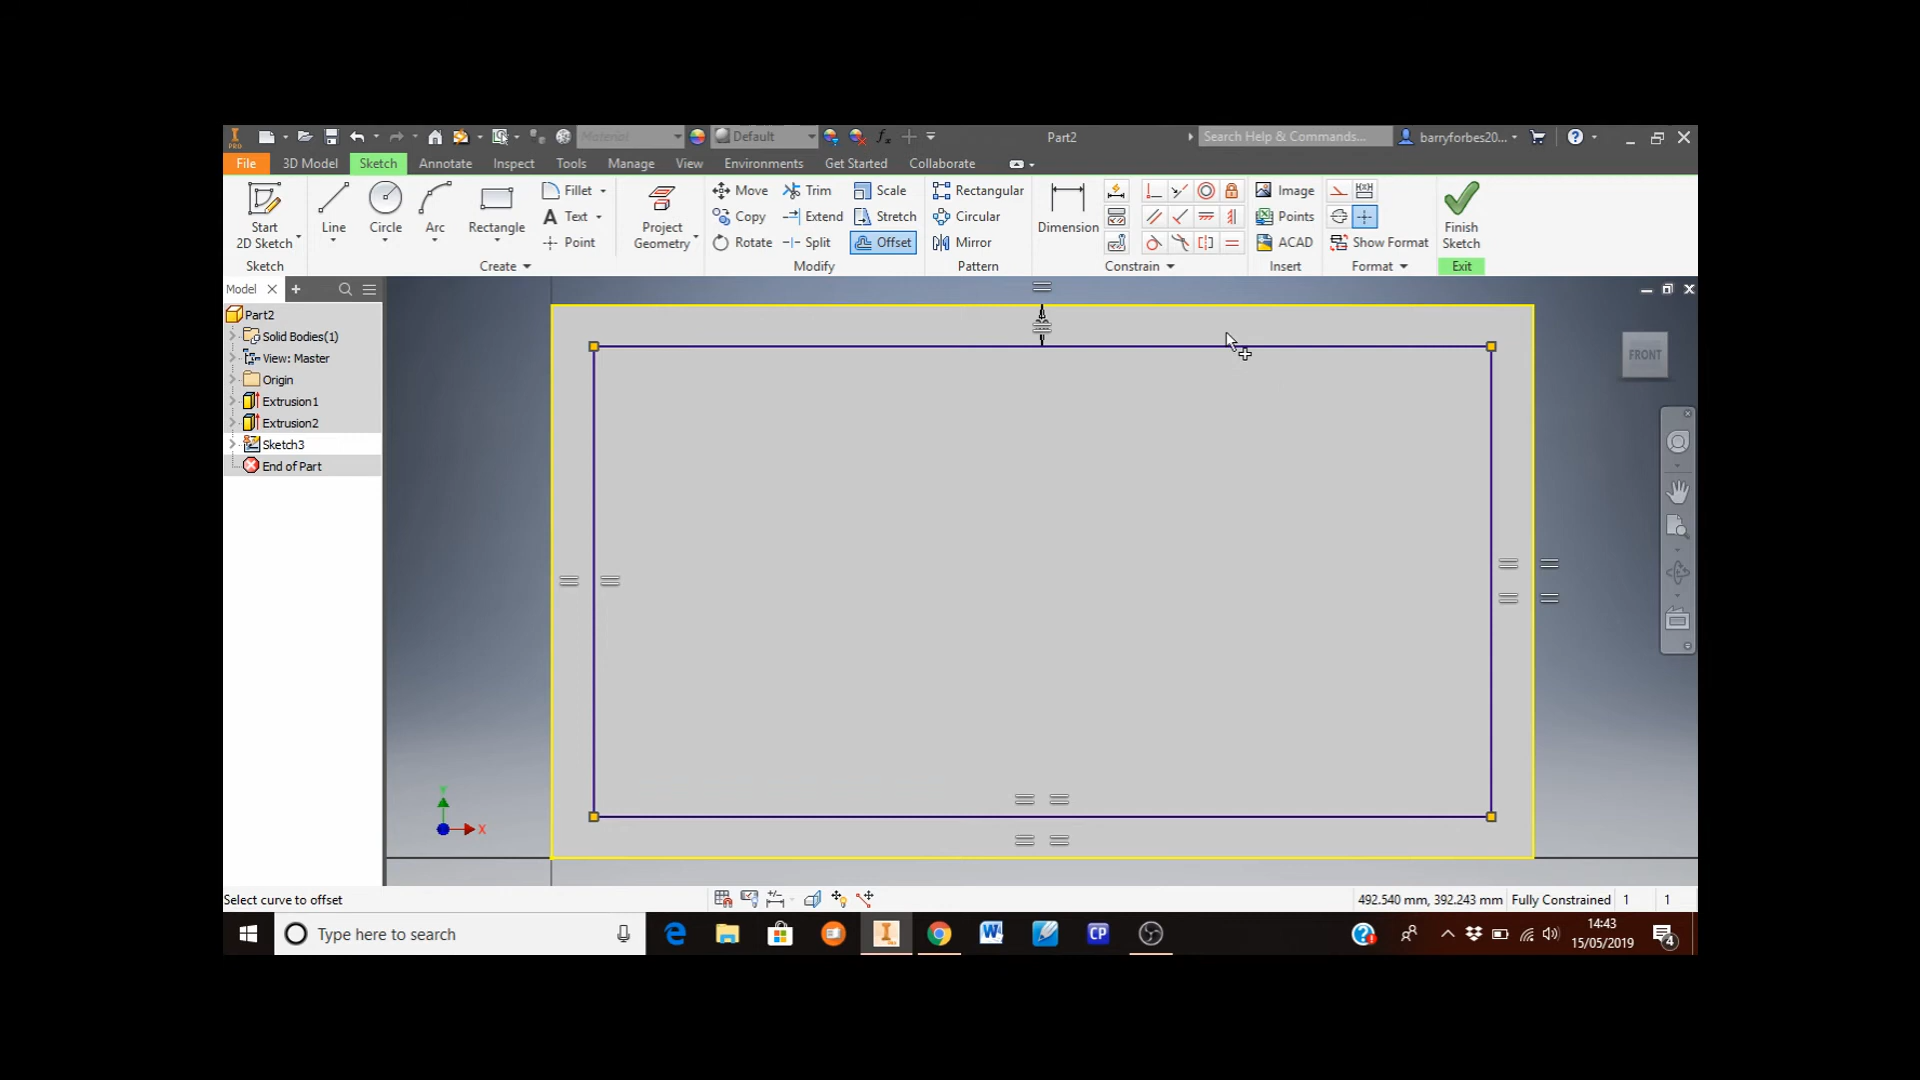 PRO
Material
Default
Part2
Search Help & Commands...
barryforbes20...
File
3D Model
Sketch
Annotate
Inspect
Tools
Manage
View
Environments
Get Started
Collaborate
Start
2D Sketch
Line
Circle
Arc
Rectangle
Fillet
Text
Point
Project
Geometry
Move
Copy
Rotate
Trim
Extend
Split
Scale
Stretch
Offset
Rectangular
Circular
Mirror
Dimension
Image
Points
ACAD
Show Format
Finish
Sketch
Sketch
Create
Modify
Pattern
Constrain
Insert
Format
Exit
Model
Part2
Solid Bodies(1)
View: Master
Origin
Extrusion1
Extrusion2
Sketch3
End of Part
FRONT
Y
X
Select curve to offset
492.540 mm, 392.243 mm
Fully Constrained
1
1
Type here to search
CP
14:43
15/05/2019
4